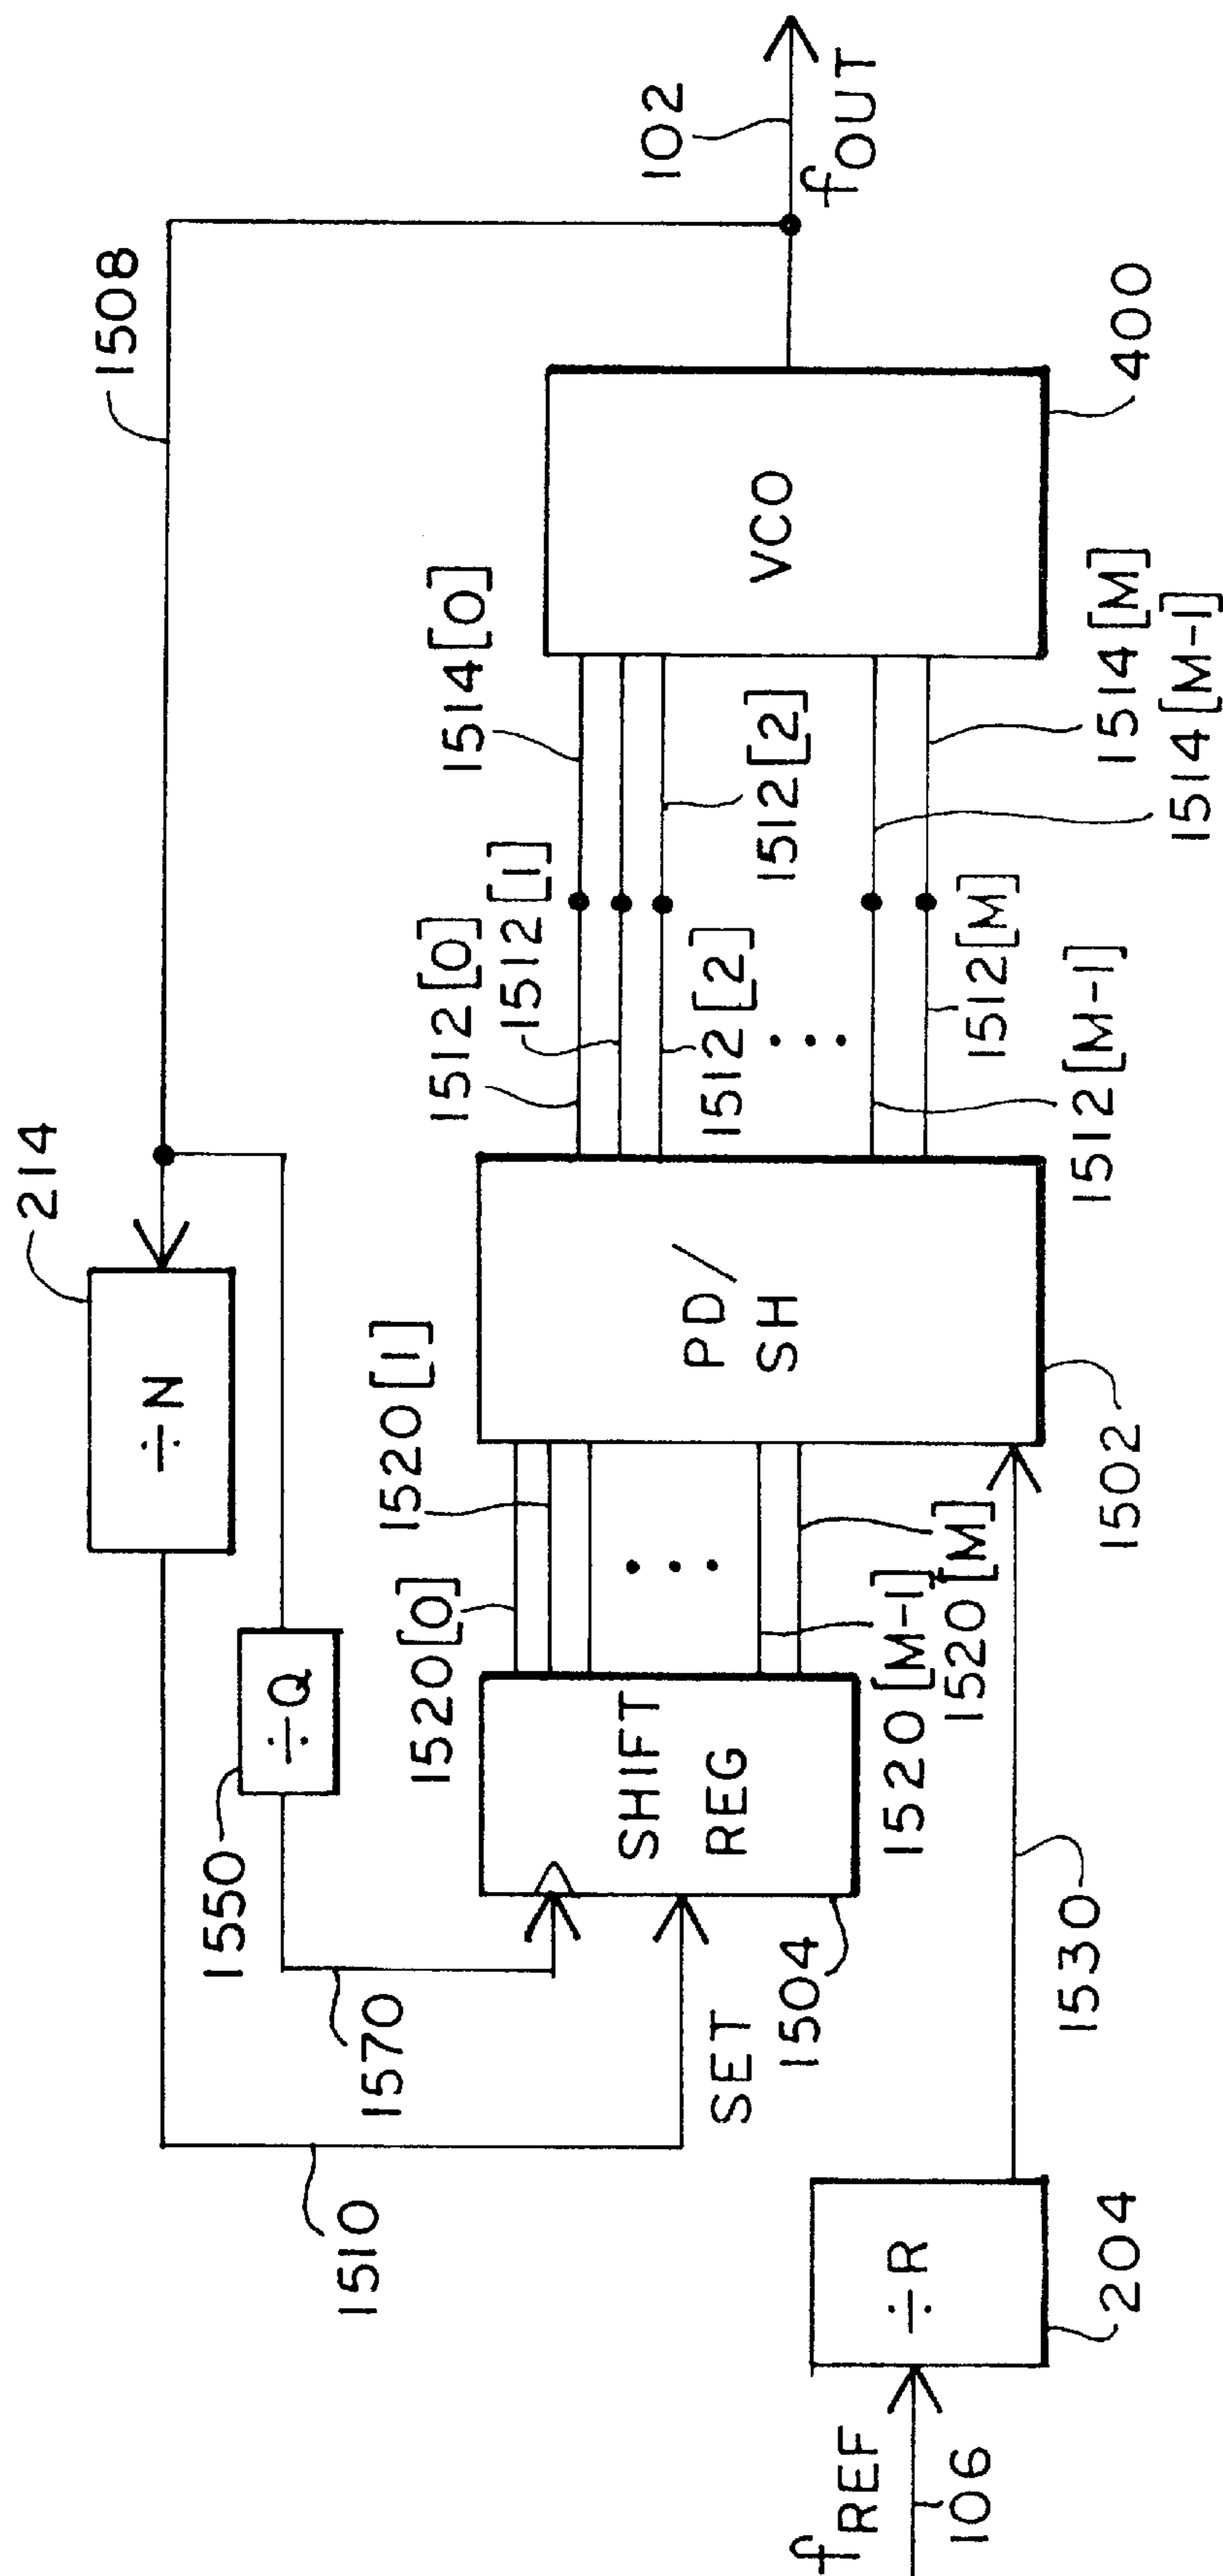 1508
102
fOUT
214
÷N
÷Q
1550
1570
1510
1520[0]
1520[1]
SHIFT
REG
SET
1504
1520[M-1]
1520[M]
PD/
SH
1502
1512[0]
1512[1]
1514[0]
1512[2]
1512[2]
1512[M]
1512[M-1]
1514[M]
1514[M-1]
VCO
400
fREF
106
÷R
204
1530